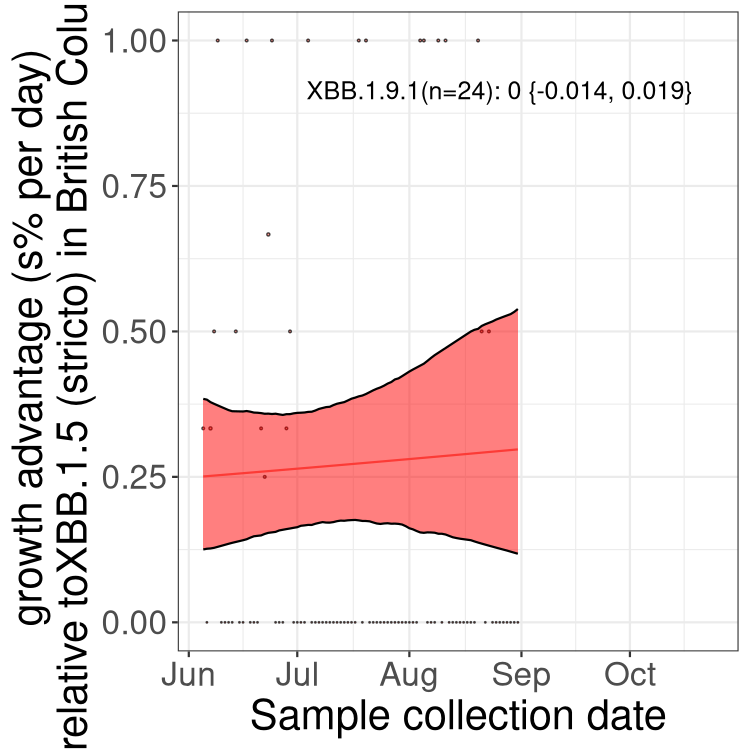 growth advantage (s% per day)
relative toXBB.1.5 (stricto) in British Colu
1.00
0.75
0.50
0.25
0.00
XBB.1.9.1(n=24): 0 {-0.014, 0.019}
Jun Jul Aug Sep Oct
Sample collection date